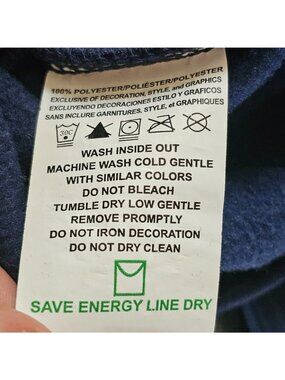 100% POLYESTER/POLIÉSTER/POLYESTER
EXCLUSIVE OF DECORATION, STYLE, and GRAPHICS
EXCLUYENDO DECORACIONES ESTILO Y GRAFICOS
SANS INCLURE GARNITURES, STYLE, et GRAPHIQUES
30C
WASH INSIDE OUT
MACHINE WASH COLD GENTLE
WITH SIMILAR COLORS
DO NOT BLEACH
TUMBLE DRY LOW GENTLE
REMOVE PROMPTLY
DO NOT IRON DECORATION
DO NOT DRY CLEAN
SAVE ENERGY LINE DRY